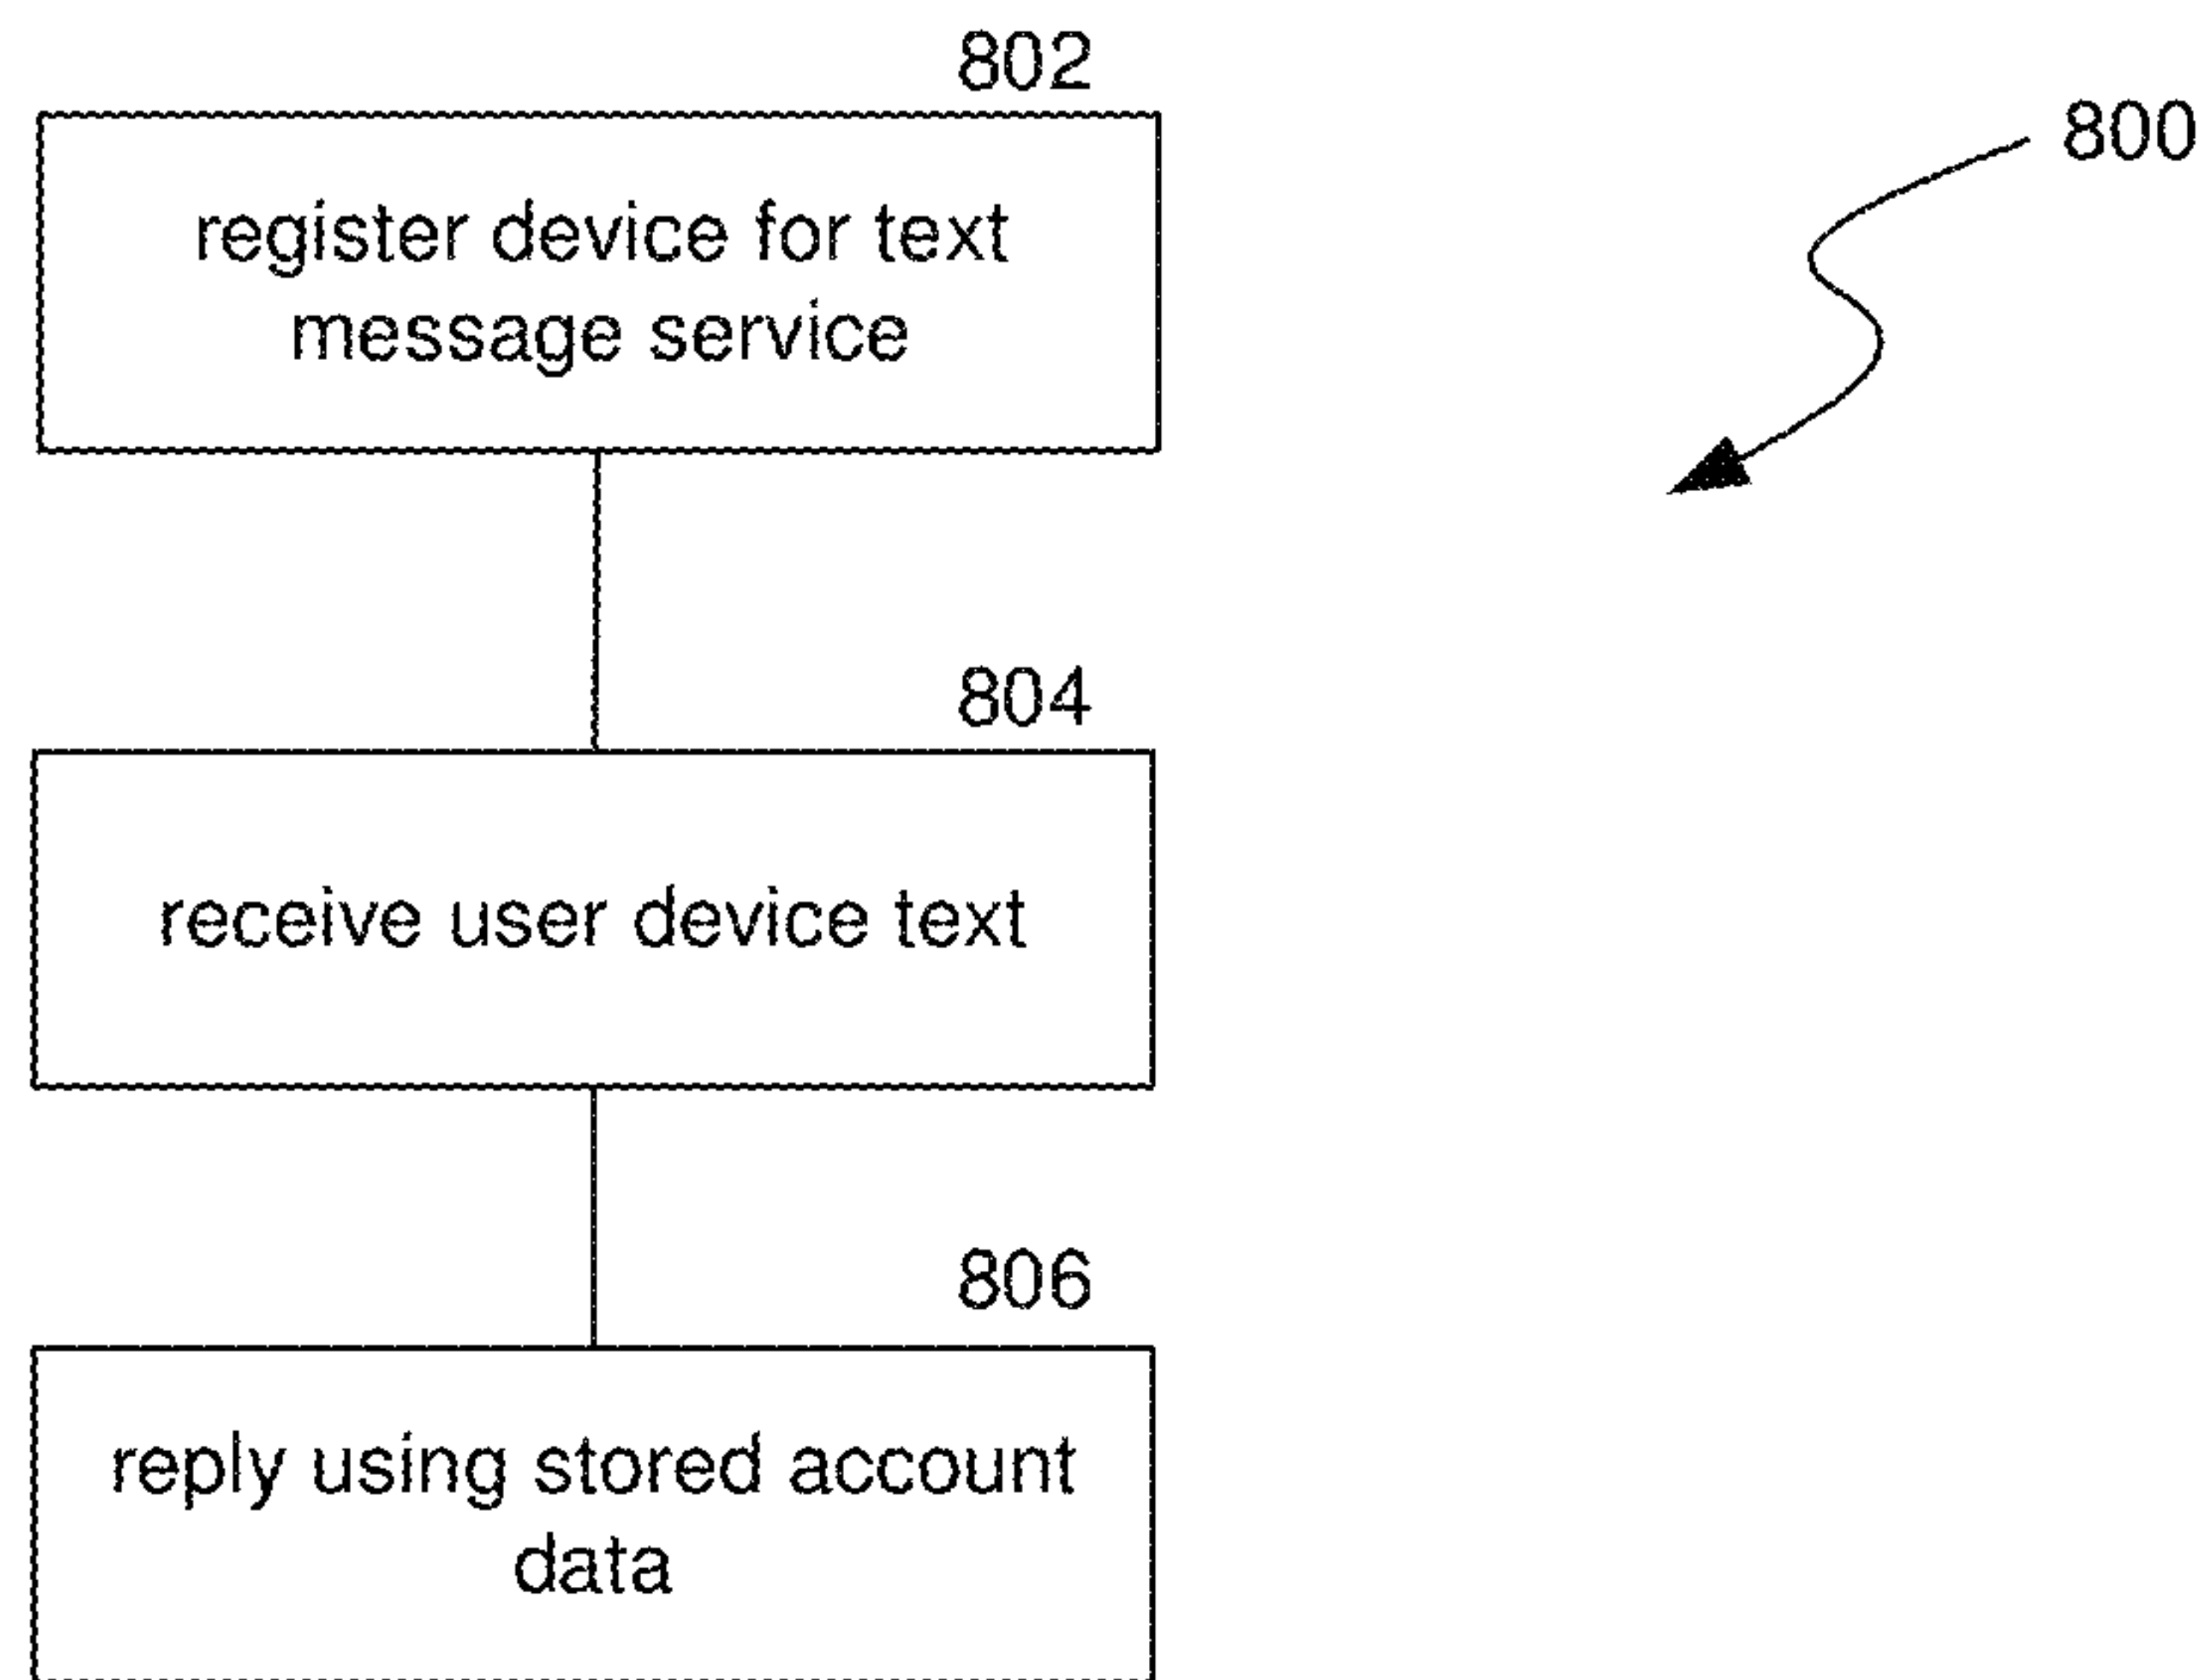 802
800
register device for text
message service
804
receive user device text
806
reply using stored account
data